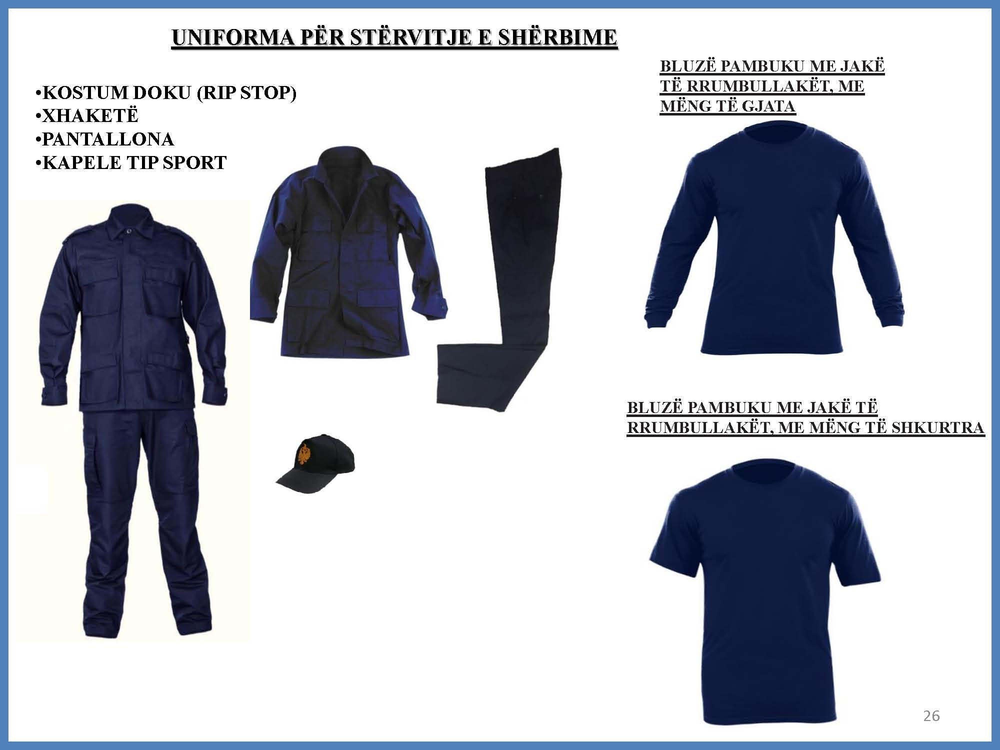 UNIFORMA PËR STËRVITJE E SHËRBIME
•KOSTUM DOKU (RIP STOP)
•XHAKETË
•PANTALLONA
•KAPELE TIP SPORT
BLUZË PAMBUKU ME JAKË
TË RRUMBULLAKËT, ME
MËNG TË GJATA
BLUZË PAMBUKU ME JAKË TË
RRUMBULLAKËT, ME MËNG TË SHKURTRA
26